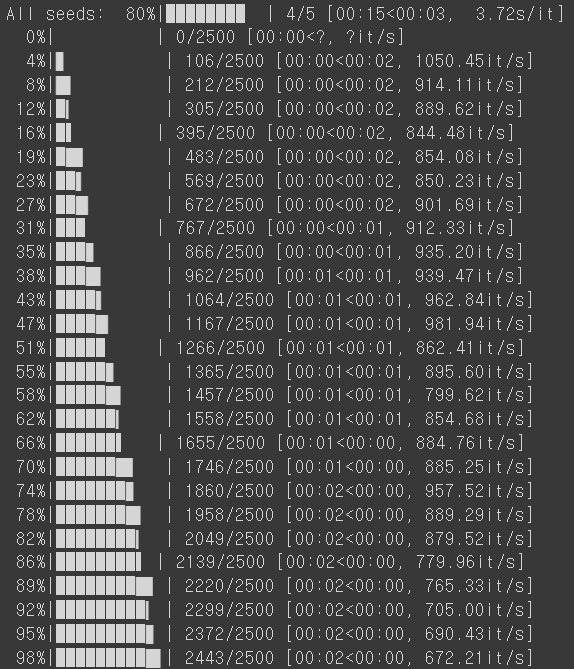 All seeds:  80%|████████  | 4/5 [00:15<00:03,  3.72s/it]
0%|          | 0/2500 [00:00<?, ?it/s]
4%|▍         | 106/2500 [00:00<00:02, 1050.45it/s]
8%|▊         | 212/2500 [00:00<00:02, 914.11it/s]
12%|█▏        | 305/2500 [00:00<00:02, 889.62it/s]
16%|█▌        | 395/2500 [00:00<00:02, 844.48it/s]
19%|█▉        | 483/2500 [00:00<00:02, 854.08it/s]
23%|██▎       | 569/2500 [00:00<00:02, 850.23it/s]
27%|██▋       | 672/2500 [00:00<00:02, 901.69it/s]
31%|███       | 767/2500 [00:00<00:01, 912.33it/s]
35%|███▍      | 866/2500 [00:00<00:01, 935.20it/s]
38%|███▊      | 962/2500 [00:01<00:01, 939.47it/s]
43%|████▎     | 1064/2500 [00:01<00:01, 962.84it/s]
47%|████▋     | 1167/2500 [00:01<00:01, 981.94it/s]
51%|█████     | 1266/2500 [00:01<00:01, 862.41it/s]
55%|█████▍    | 1365/2500 [00:01<00:01, 895.60it/s]
58%|█████▊    | 1457/2500 [00:01<00:01, 799.62it/s]
62%|██████▏   | 1558/2500 [00:01<00:01, 854.68it/s]
66%|██████▌   | 1655/2500 [00:01<00:00, 884.76it/s]
70%|██████▉   | 1746/2500 [00:01<00:00, 885.25it/s]
74%|███████▍  | 1860/2500 [00:02<00:00, 957.52it/s]
78%|███████▊  | 1958/2500 [00:02<00:00, 889.29it/s]
82%|████████▏ | 2049/2500 [00:02<00:00, 879.52it/s]
86%|████████▌ | 2139/2500 [00:02<00:00, 779.96it/s]
89%|████████▉ | 2220/2500 [00:02<00:00, 765.33it/s]
92%|█████████▏| 2299/2500 [00:02<00:00, 705.00it/s]
95%|█████████▍| 2372/2500 [00:02<00:00, 690.43it/s]
98%|█████████▊| 2443/2500 [00:02<00:00, 672.21it/s]